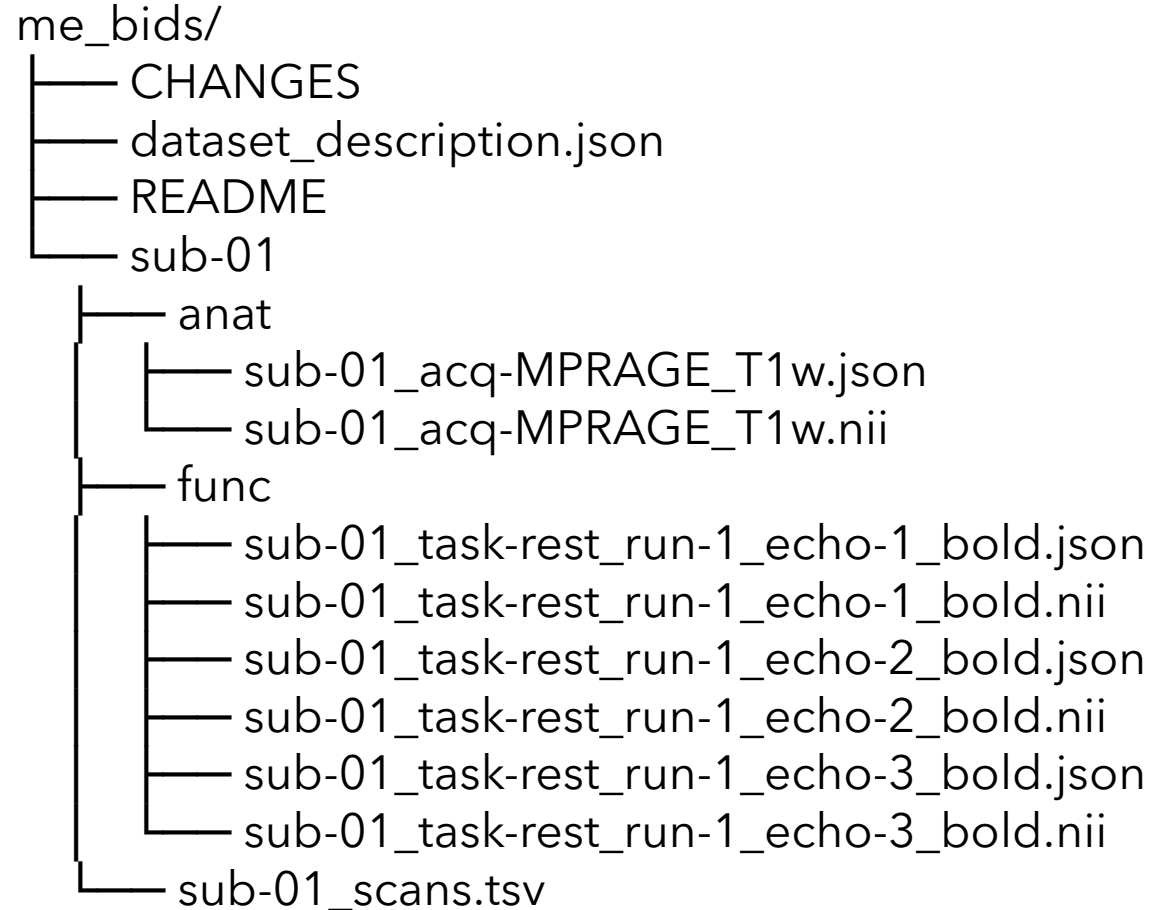 me_bids/
CHANGES
dataset_description.json
README
sub-01
anat
sub-01_acq-MPRAGE_T1w.json
sub-01_acq-MPRAGE_T1w.nii
func
sub-01_task-rest_run-1_echo-1_bold.json
sub-01_task-rest_run-1_echo-1_bold.nii
sub-01_task-rest_run-1_echo-2_bold.json
sub-01_task-rest_run-1_echo-2_bold.nii
sub-01_task-rest_run-1_echo-3_bold.json
sub-01_task-rest_run-1_echo-3_bold.nii
sub-01_scans.tsv